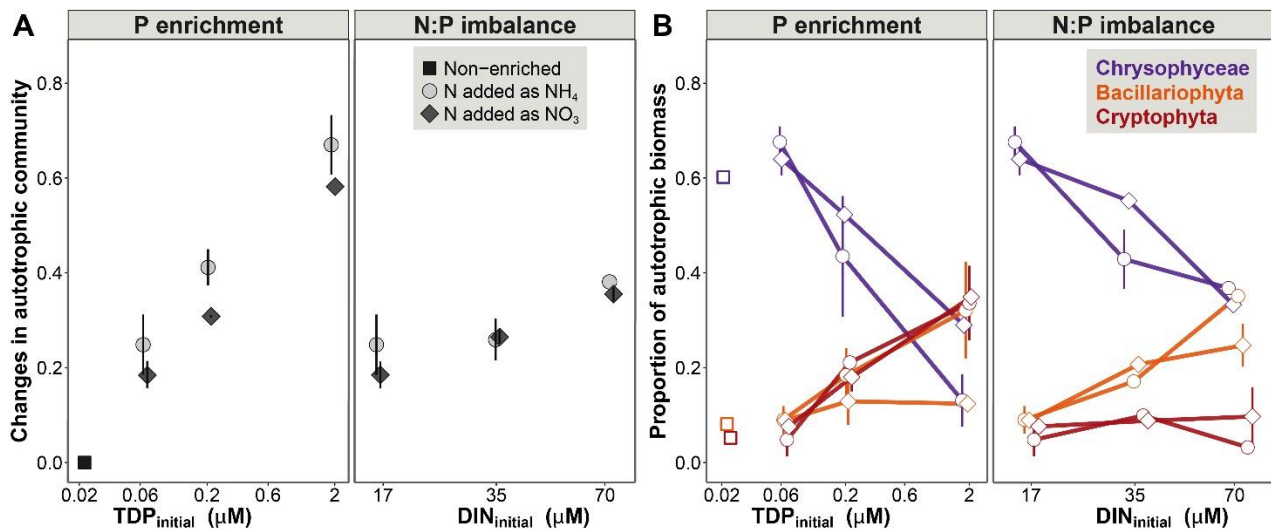 A
P enrichment
N:P imbalance
Changes in autotrophic community
0.8
0.6
0.4
0.2
0.0
Non−enriched
N added as NH₄
N added as NO₃
0.02 0.06 0.2 0.6 2
17 35 70
TDPinitial (µM)
DINinitial (µM)
B
P enrichment
N:P imbalance
Proportion of autotrophic biomass
0.8
0.6
0.4
0.2
0.0
Chrysophyceae
Bacillariophyta
Cryptophyta
0.02 0.06 0.2 0.6 2
17 35 70
TDPinitial (µM)
DINinitial (µM)